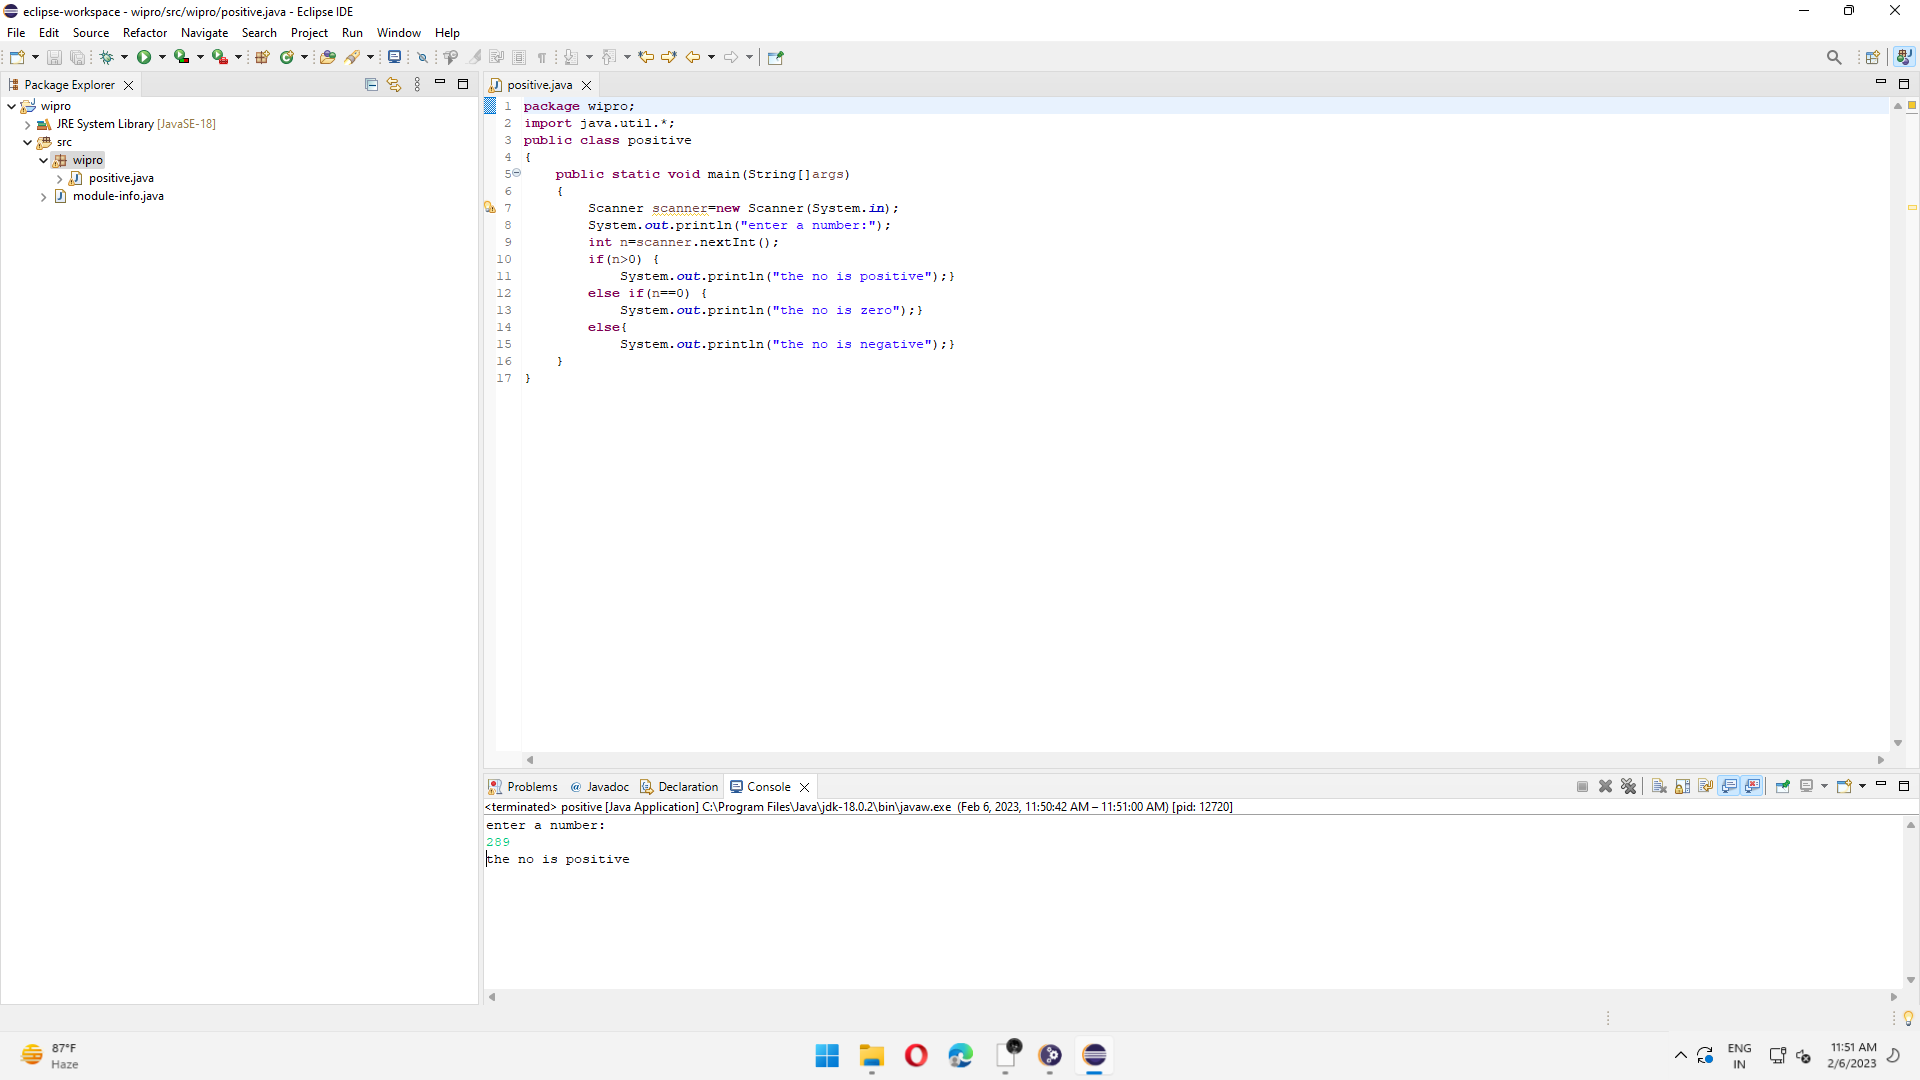 eclipse-workspace - wipro/src/wipro/positive.java - Eclipse IDE
File Edit Source Refactor Navigate Search Project Run Window Help
Package Explorer
wipro
JRE System Library [JavaSE-18]
src
wipro
positive.java
module-info.java
positive.java
1 package wipro;
2 import java.util.*;
3 public class positive
4 {
5 public static void main(String[]args)
6 {
7 Scanner scanner=new Scanner(System.in);
8 System.out.println("enter a number:");
9 int n=scanner.nextInt();
10 if(n>0) {
11 System.out.println("the no is positive");}
12 else if(n==0) {
13 System.out.println("the no is zero");}
14 else{
15 System.out.println("the no is negative");}
16 }
17 }
Problems @ Javadoc Declaration Console
<terminated> positive [Java Application] C:\Program Files\Java\jdk-18.0.2\bin\javaw.exe (Feb 6, 2023, 11:50:42 AM – 11:51:00 AM) [pid: 12720]
enter a number:
289
the no is positive
87°F
Haze
ENG
IN
11:51 AM
2/6/2023